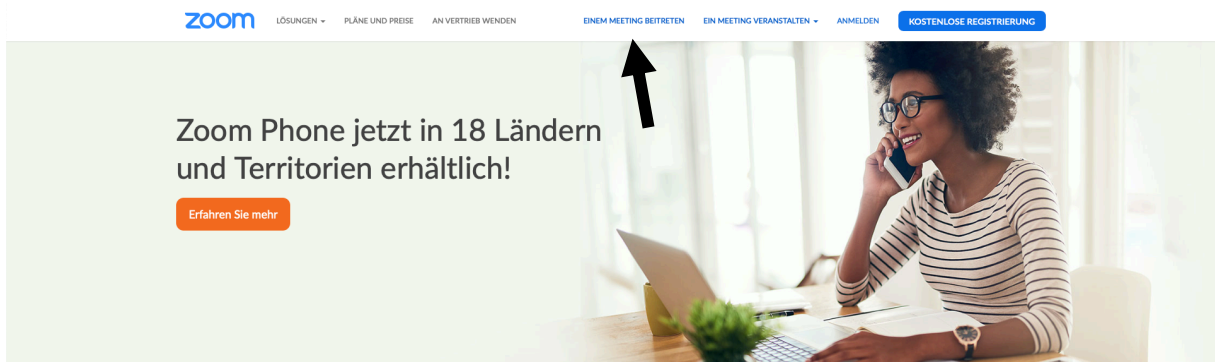 zoom LÖSUNGEN PLÄNE UND PREISE AN VERTRIEB WENDEN EINEM MEETING BEITRETEN EIN MEETING VERANSTALTEN ANMELDEN KOSTENLOSE REGISTRIERUNG
Zoom Phone jetzt in 18 Ländern
und Territorien erhältlich!
Erfahren Sie mehr